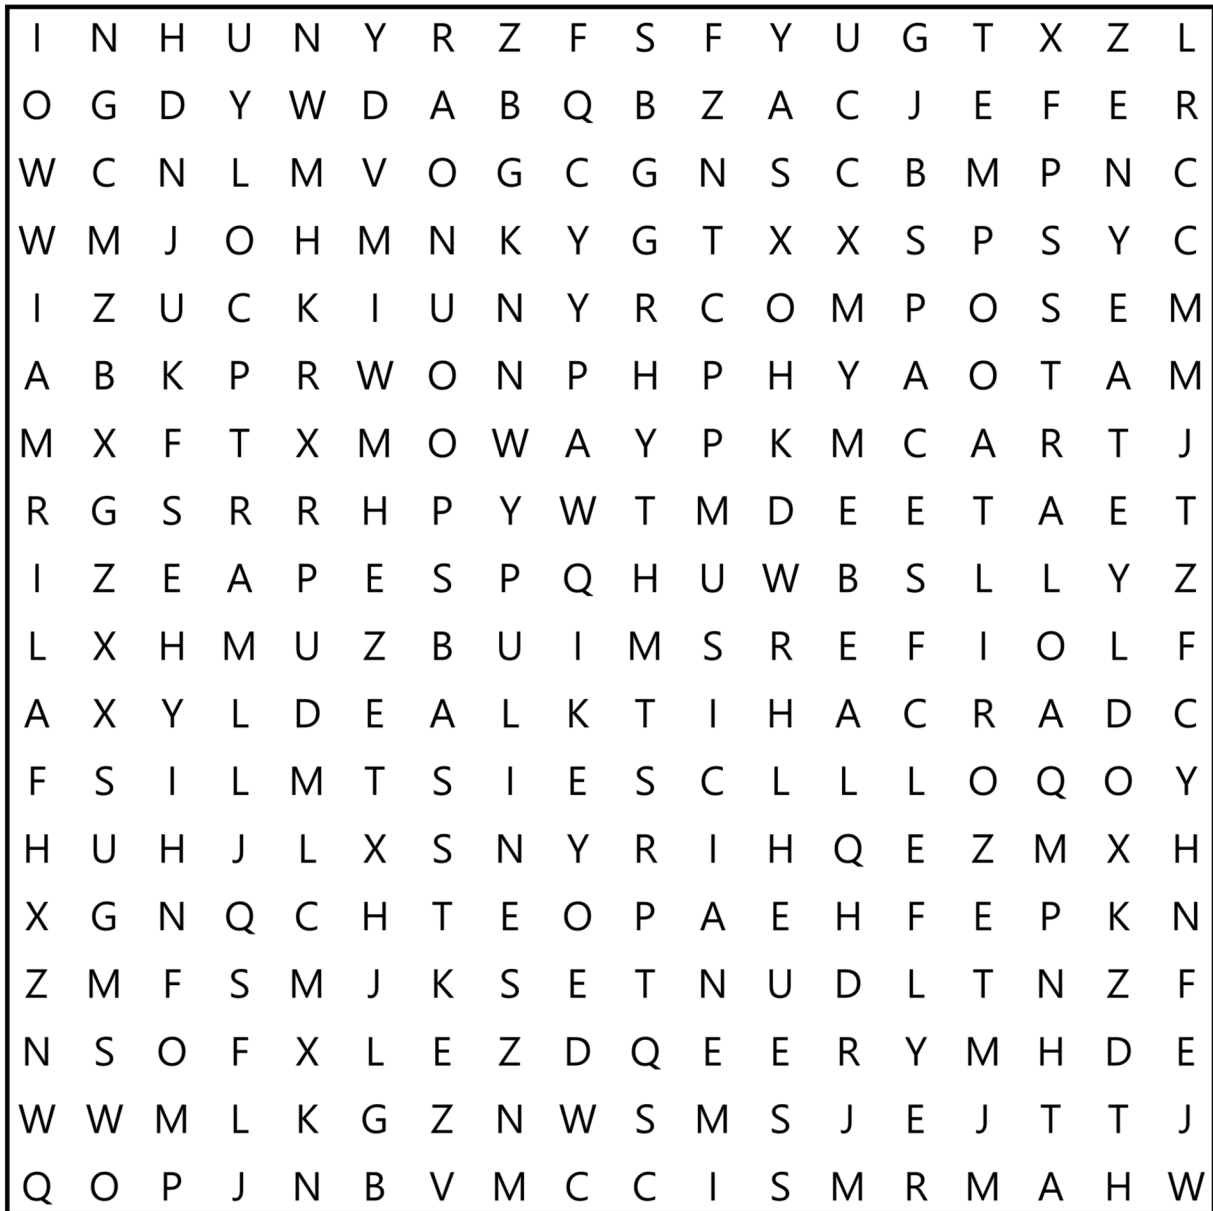 I N H U N Y R Z F S F Y U G T X Z L
O G D Y W D A B Q B Z A C J E F E R
W C N L M V O G C G N S C B M P N C
W M J O H M N K Y G T X X S P S Y C
I Z U C K I U N Y R C O M P O S E M
A B K P R W O N P H P H Y A O T A M
M X F T X M O W A Y P K M C A R T J
R G S R R H P Y W T M D E E T A E T
I Z E A P E S P Q H U W B S L L Y Z
L X H M U Z B U I M S R E F I O L F
A X Y L D E A L K T I H A C R A D C
F S I L M T S I E S C L L L O Q O Y
H U H J L X S N Y R I H Q E Z M X H
X G N Q C H T E O P A E H F E P K N
Z M F S M J K S E T N U D L T N Z F
N S O F X L E Z D Q E E R Y M H D E
W W M L K G Z N W S M S J E J T T J
Q O P J N B V M C C I S M R M A H W